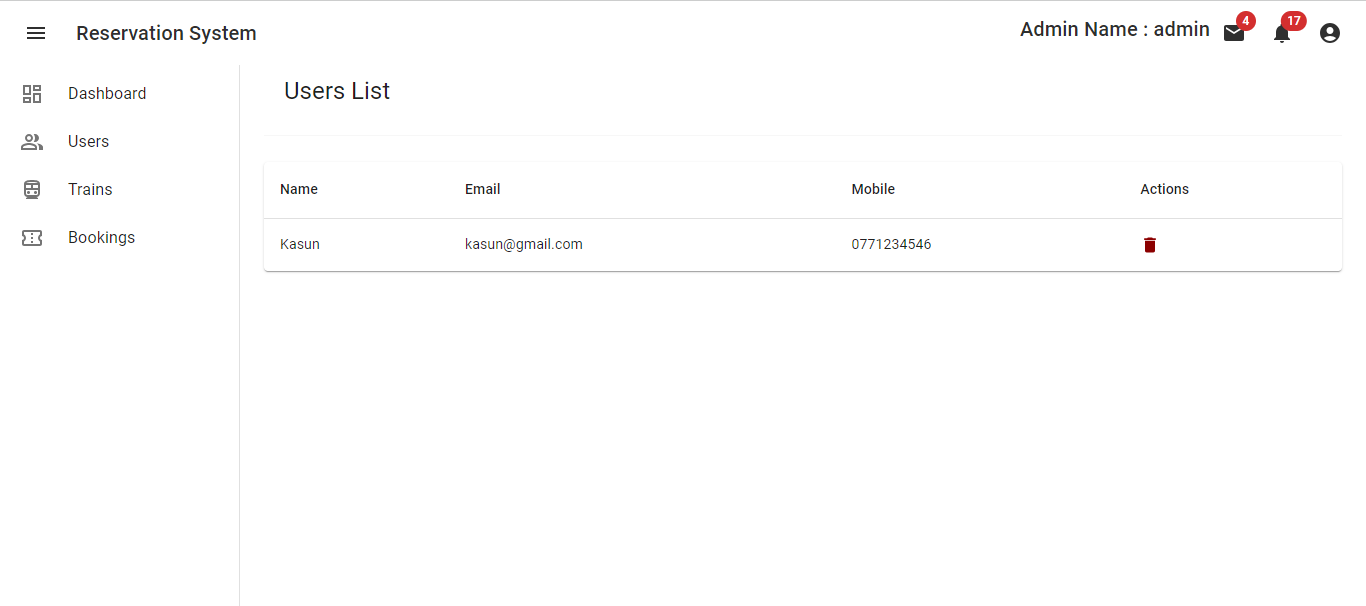 Reservation System
Admin Name : admin
4
17
Dashboard
Users
Trains
Bookings
Users List
Name Email Mobile Actions
Kasun kasun@gmail.com 0771234546